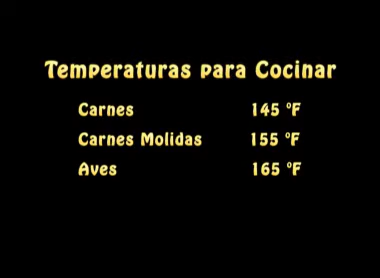 Temperaturas para Cocinar
Carnes 145 °F
Carnes Molidas 155 °F
Aves 165 °F